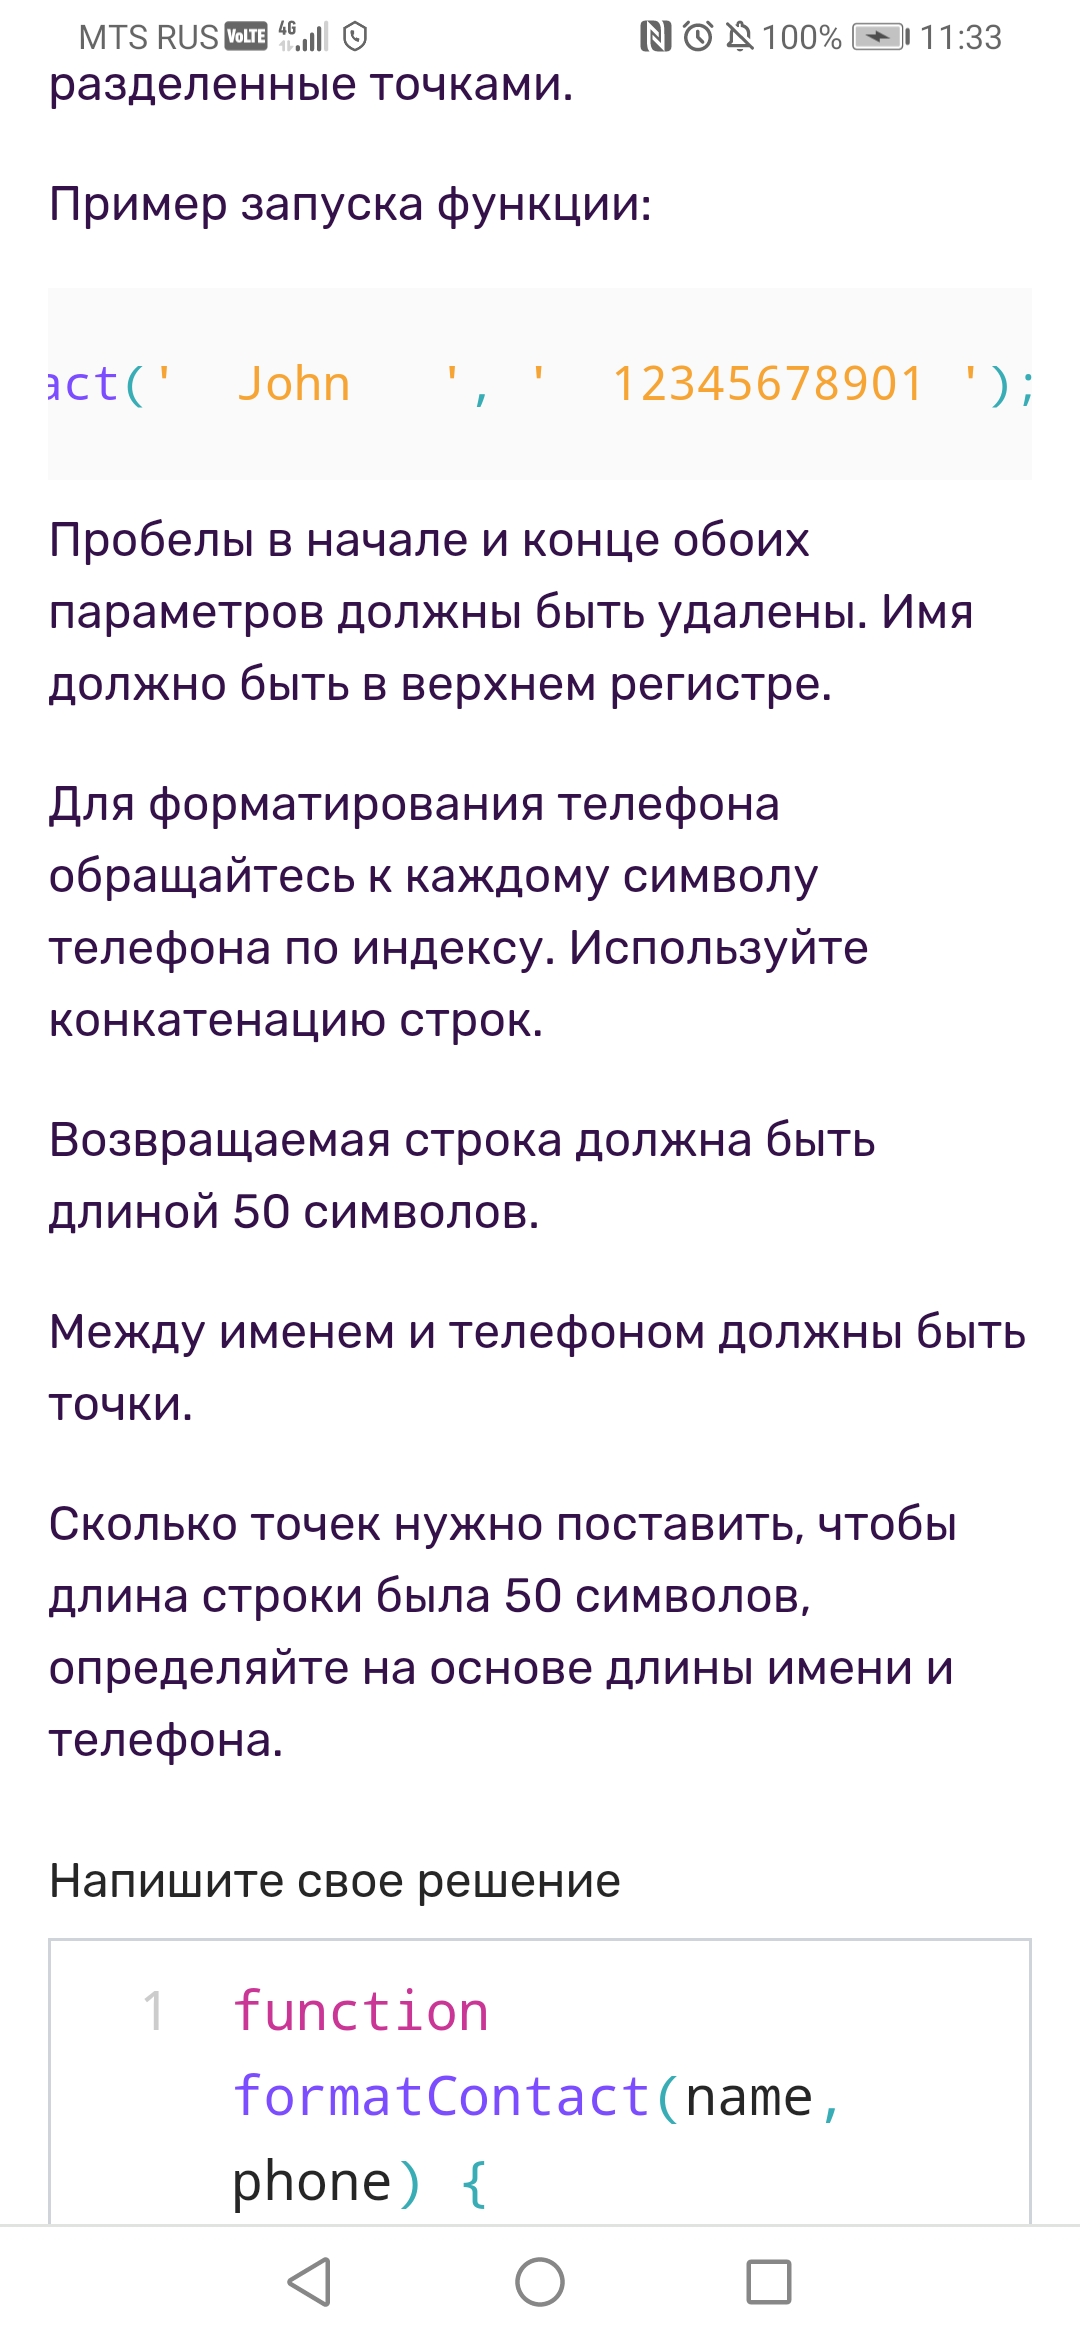 MTS RUS VoLTE 4G 100% 11:33
разделенные точками.
Пример запуска функции:
act('  John   ', '  12345678901 ');
Пробелы в начале и конце обоих
параметров должны быть удалены. Имя
должно быть в верхнем регистре.
Для форматирования телефона
обращайтесь к каждому символу
телефона по индексу. Используйте
конкатенацию строк.
Возвращаемая строка должна быть
длиной 50 символов.
Между именем и телефоном должны быть
точки.
Сколько точек нужно поставить, чтобы
длина строки была 50 символов,
определяйте на основе длины имени и
телефона.
Напишите свое решение
1 function
formatContact(name,
phone) {